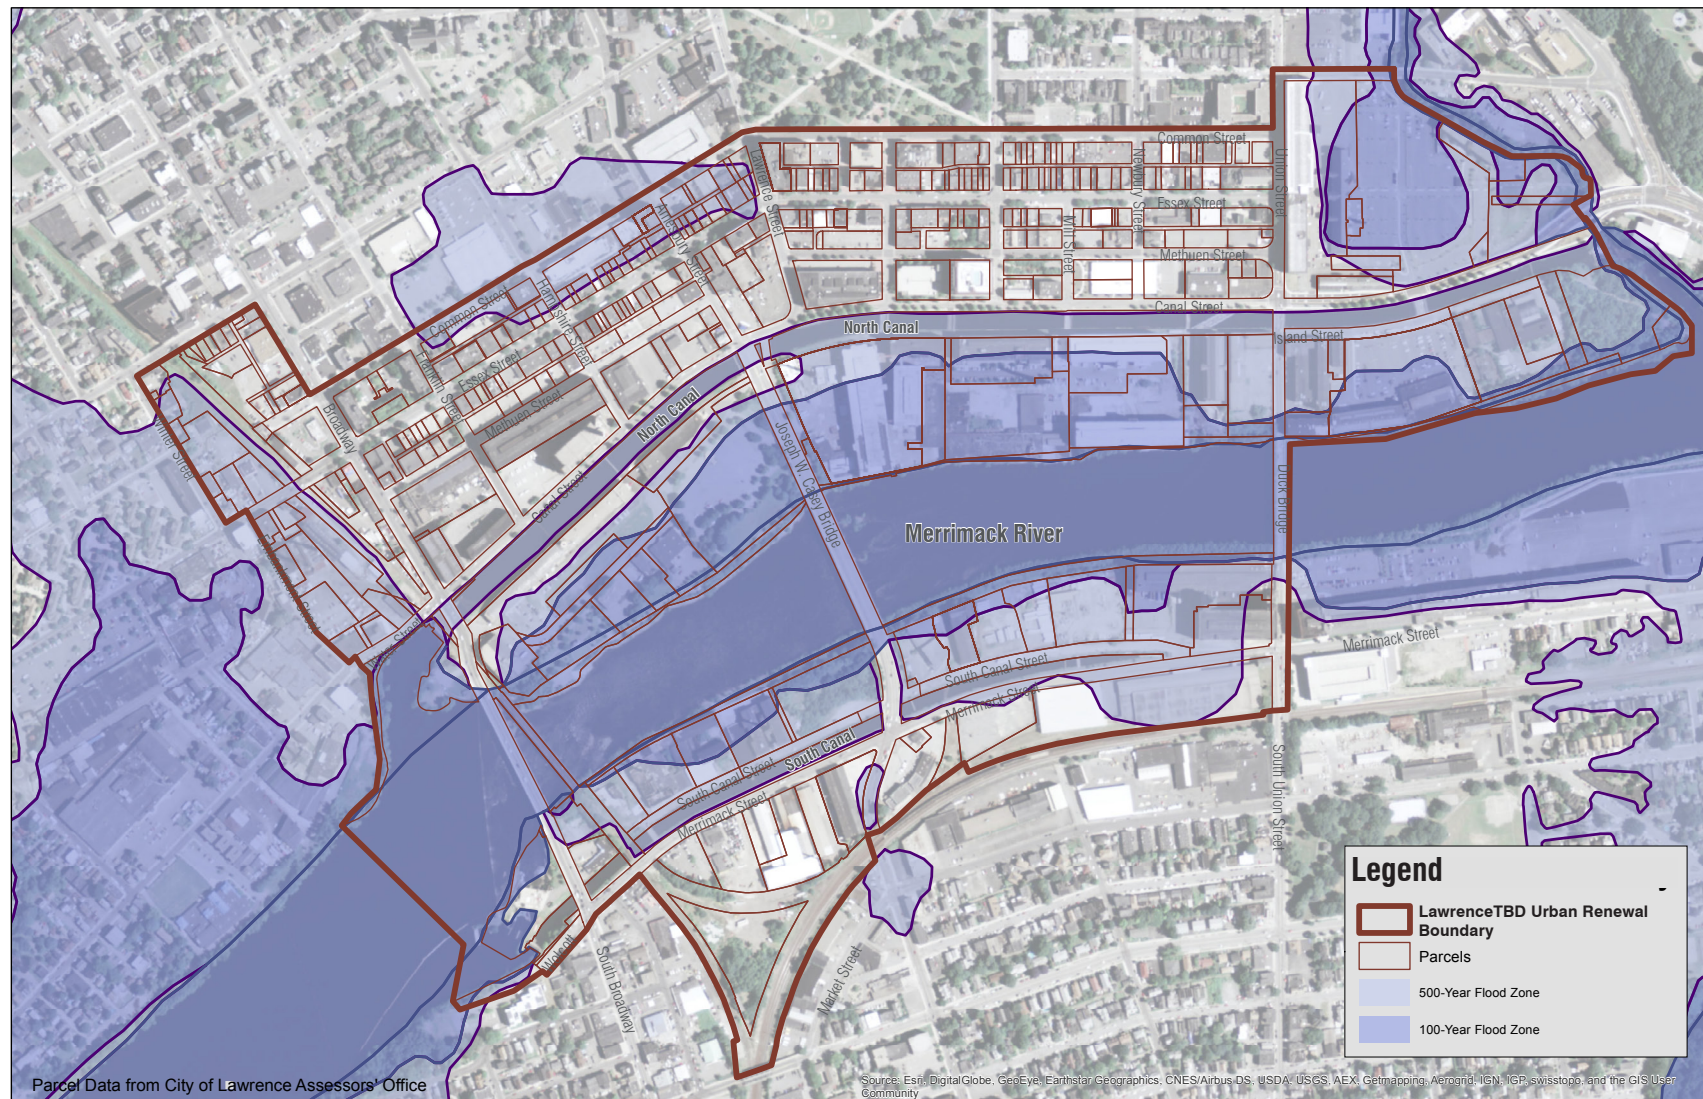 Common Street
Lawrence Street
Newbury Street
Union Street
Essex Street
Amesbury Street
Mill Street
Methuen Street
Hampshire Street
Canal Street
Common Street
North Canal
Island Street
Franklin Street
Essex Street
Winter Street
Broadway
Methuen Street
North Canal
Joseph W. Casey Bridge
Duck Bridge
Canal Street
Merrimack River
Water Street
Merrimack Street
South Canal Street
Merrimack Street
South Canal
South Canal Street
Merrimack Street
South Union Street
Wolcott
South Broadway
Market Street
Legend
LawrenceTBD Urban Renewal
Boundary
Parcels
500-Year Flood Zone
100-Year Flood Zone
Parcel Data from City of Lawrence Assessors' Office
Source: Esri, DigitalGlobe, GeoEye, Earthstar Geographics, CNES/Airbus DS, USDA, USGS, AEX, Getmapping, Aerogrid, IGN, IGP, swisstopo, and the GIS User
Community